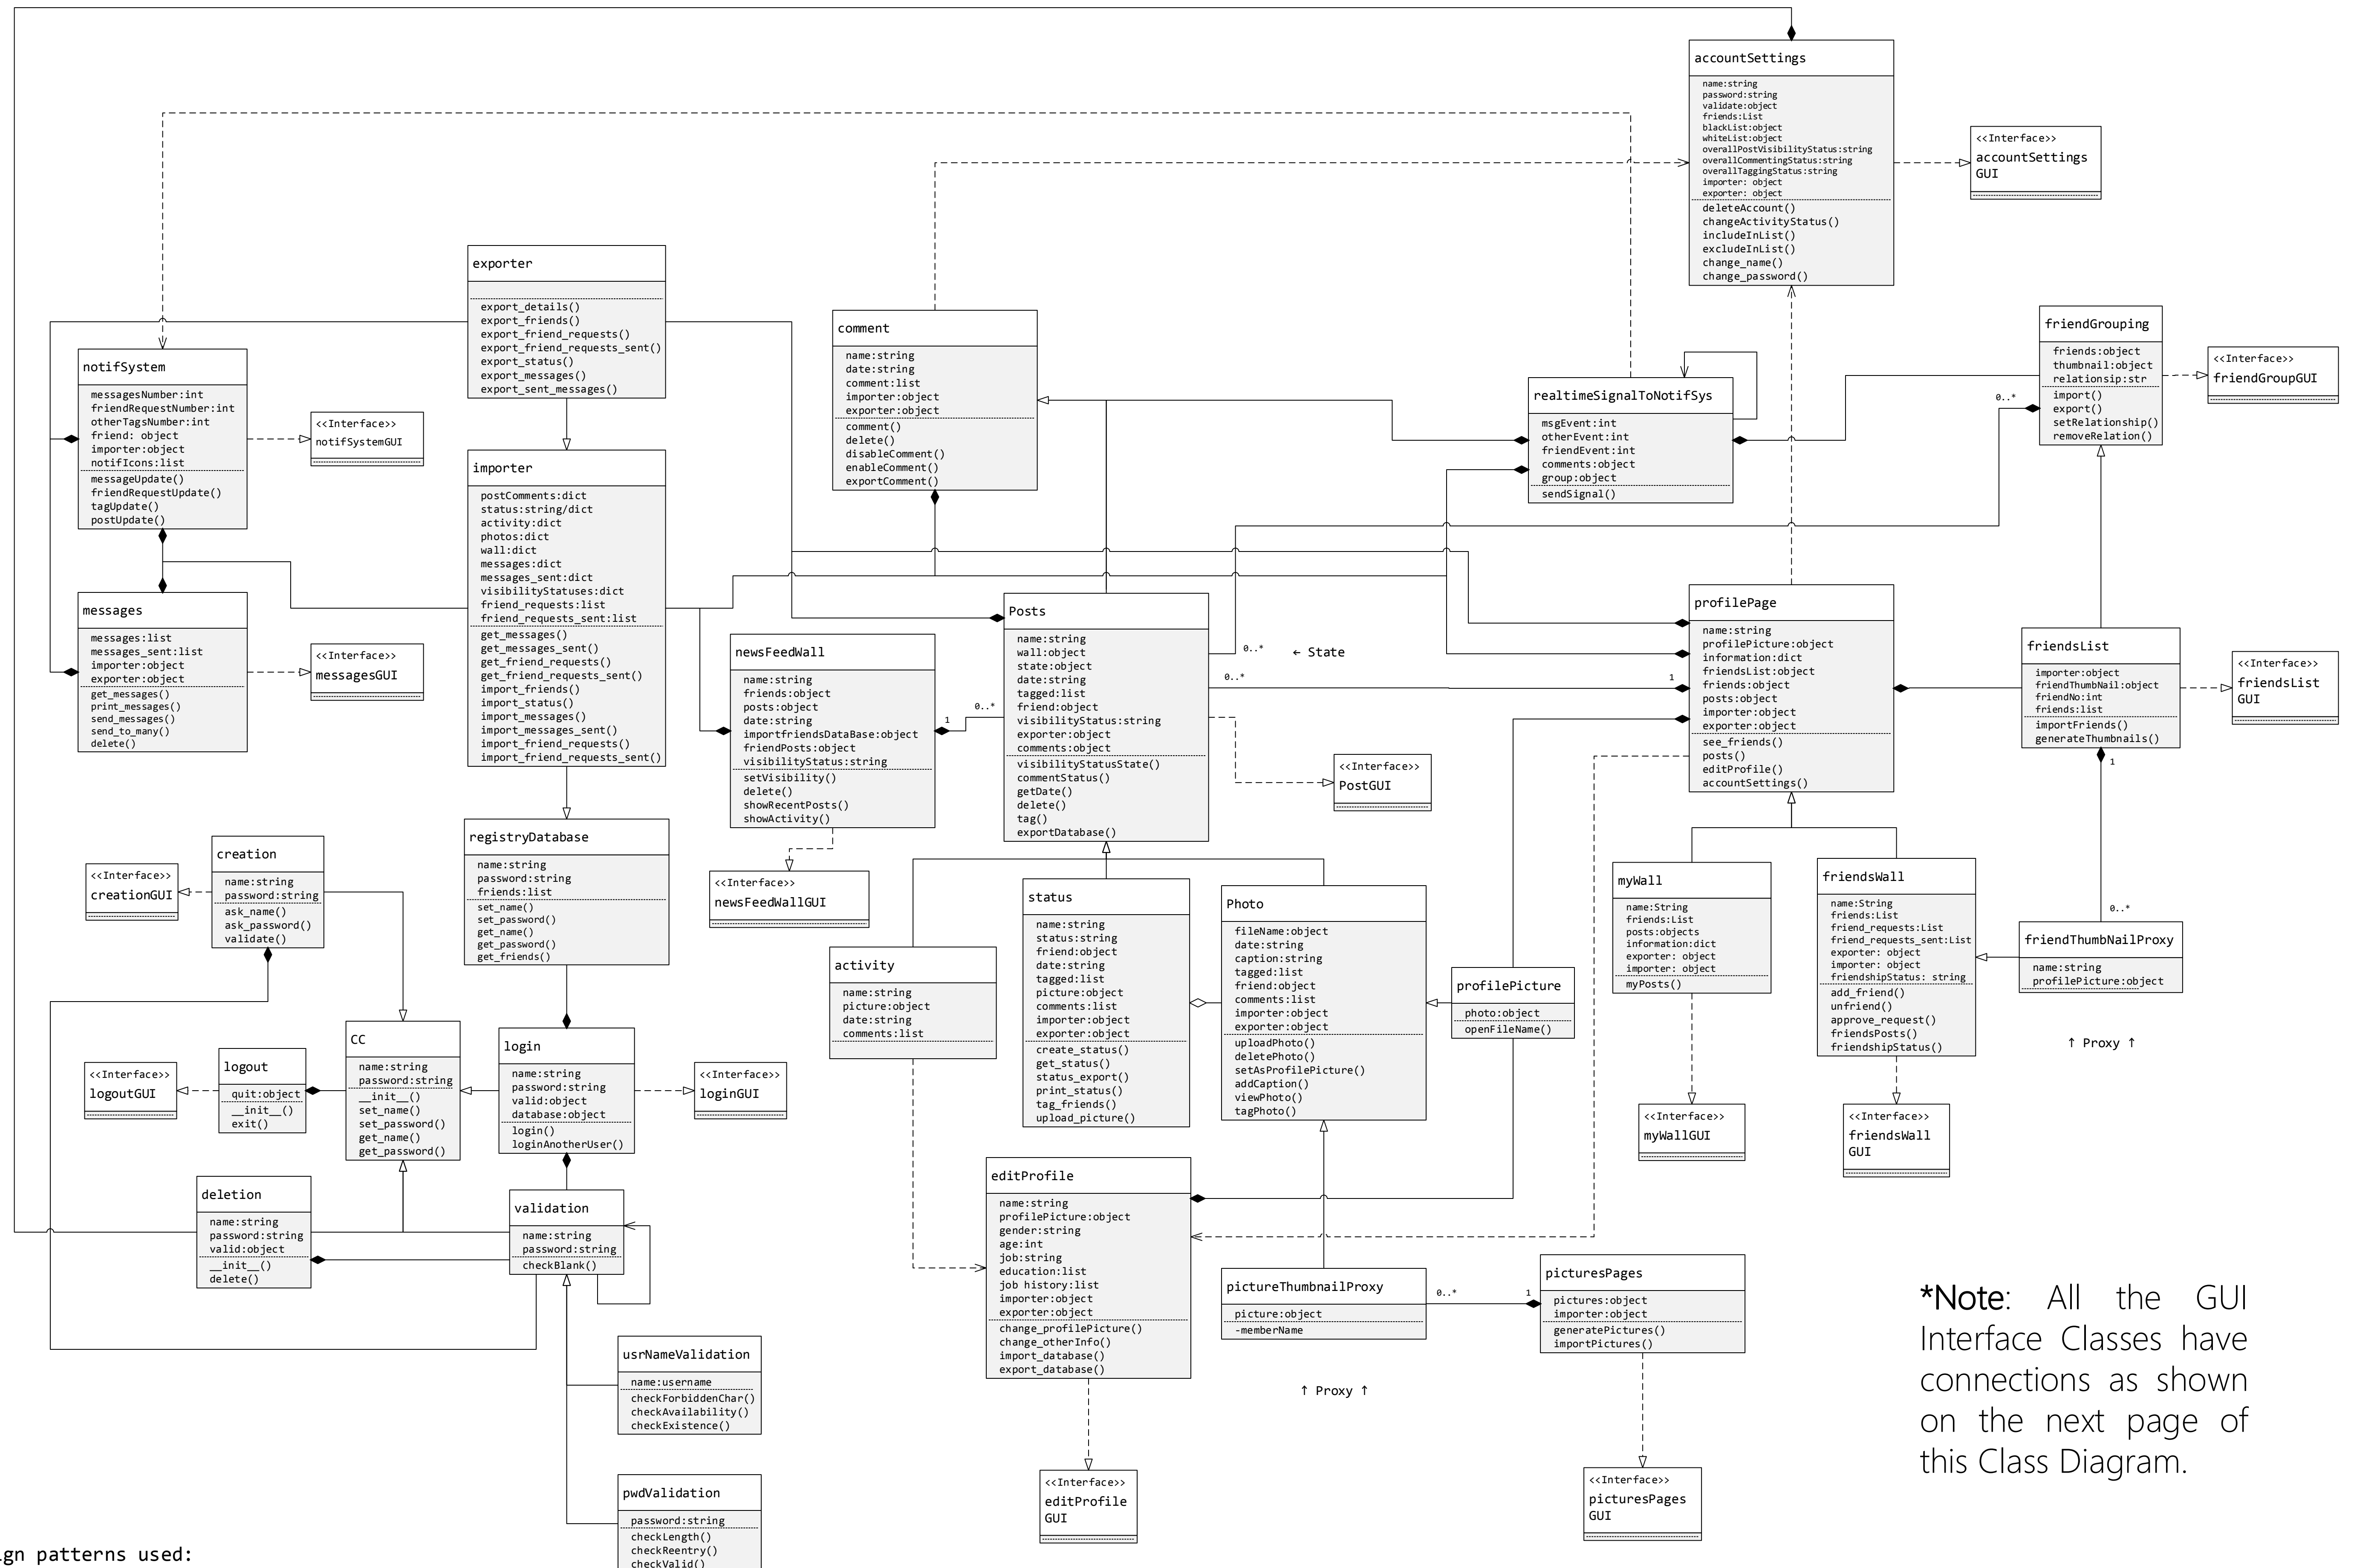 accountSettings
name:string
password:string
validate:object
friends:List
blackList:object
whiteList:object
overallPostVisibilityStatus:string
overallCommentingStatus:string
overallTaggingStatus:string
importer: object
exporter: object
deleteAccount()
changeActivityStatus()
includeInList()
excludeInList()
change_name()
change_password()
<<Interface>>
accountSettings
GUI
exporter
export_details()
export_friends()
export_friend_requests()
export_friend_requests_sent()
export_status()
export_messages()
export_sent_messages()
comment
name:string
date:string
comment:list
importer:object
exporter:object
comment()
delete()
disableComment()
enableComment()
exportComment()
friendGrouping
friends:object
thumbnail:object
relationsip:str
import()
export()
setRelationship()
removeRelation()
0..*
<<Interface>>
friendGroupGUI
notifSystem
messagesNumber:int
friendRequestNumber:int
otherTagsNumber:int
friend: object
importer:object
notifIcons:list
messageUpdate()
friendRequestUpdate()
tagUpdate()
postUpdate()
<<Interface>>
notifSystemGUI
realtimeSignalToNotifSys
msgEvent:int
otherEvent:int
friendEvent:int
comments:object
group:object
sendSignal()
importer
postComments:dict
status:string/dict
activity:dict
photos:dict
wall:dict
messages:dict
messages_sent:dict
visibilityStatuses:dict
friend_requests:list
friend_requests_sent:list
get_messages()
get_messages_sent()
get_friend_requests()
get_friend_requests_sent()
import_friends()
import_status()
import_messages()
import_messages_sent()
import_friend_requests()
import_friend_requests_sent()
messages
messages:list
messages_sent:list
importer:object
exporter:object
get_messages()
print_messages()
send_messages()
send_to_many()
delete()
<<Interface>>
messagesGUI
newsFeedWall
name:string
friends:object
posts:object
date:string
importfriendsDataBase:object
friendPosts:object
visibilityStatus:string
setVisibility()
delete()
showRecentPosts()
showActivity()
1
0..*
Posts
name:string
wall:object
state:object
date:string
tagged:list
friend:object
visibilityStatus:string
exporter:object
comments:object
visibilityStatusState()
commentStatus()
getDate()
delete()
tag()
exportDatabase()
0..*
← State
0..*
1
<<Interface>>
PostGUI
profilePage
name:string
profilePicture:object
information:dict
friendsList:object
friends:object
posts:object
importer:object
exporter:object
see_friends()
posts()
editProfile()
accountSettings()
friendsList
importer:object
friendThumbNail:object
friendNo:int
friends:list
importFriends()
generateThumbnails()
1
0..*
<<Interface>>
friendsList
GUI
registryDatabase
name:string
password:string
friends:list
set_name()
set_password()
get_name()
get_password()
get_friends()
<<Interface>>
newsFeedWallGUI
creation
name:string
password:string
ask_name()
ask_password()
validate()
<<Interface>>
creationGUI
status
name:string
status:string
friend:object
date:string
tagged:list
picture:object
comments:list
importer:object
exporter:object
create_status()
get_status()
status_export()
print_status()
tag_friends()
upload_picture()
Photo
fileName:object
date:string
caption:string
tagged:list
friend:object
comments:list
importer:object
exporter:object
uploadPhoto()
deletePhoto()
setAsProfilePicture()
addCaption()
viewPhoto()
tagPhoto()
activity
name:string
picture:object
date:string
comments:list
profilePicture
photo:object
openFileName()
myWall
name:String
friends:List
posts:objects
information:dict
exporter: object
importer: object
myPosts()
friendsWall
name:String
friends:List
friend_requests:List
friend_requests_sent:List
exporter: object
importer: object
friendshipStatus: string
add_friend()
unfriend()
approve_request()
friendsPosts()
friendshipStatus()
friendThumbNailProxy
name:string
profilePicture:object
↑ Proxy ↑
CC
name:string
password:string
__init__()
set_name()
set_password()
get_name()
get_password()
logout
quit:object
__init__()
exit()
<<Interface>>
logoutGUI
login
name:string
password:string
valid:object
database:object
login()
loginAnotherUser()
<<Interface>>
loginGUI
<<Interface>>
myWallGUI
<<Interface>>
friendsWall
GUI
deletion
name:string
password:string
valid:object
__init__()
delete()
validation
name:string
password:string
checkBlank()
editProfile
name:string
profilePicture:object
gender:string
age:int
job:string
education:list
job history:list
importer:object
exporter:object
change_profilePicture()
change_otherInfo()
import_database()
export_database()
pictureThumbnailProxy
picture:object
-memberName
0..*
1
picturesPages
pictures:object
importer:object
generatePictures()
importPictures()
↑ Proxy ↑
*Note: All the GUI
Interface Classes have
connections as shown
on the next page of
this Class Diagram.
usrNameValidation
name:username
checkForbiddenChar()
checkAvailability()
checkExistence()
<<Interface>>
editProfile
GUI
<<Interface>>
picturesPages
GUI
pwdValidation
password:string
checkLength()
checkReentry()
checkValid()
ign patterns used: